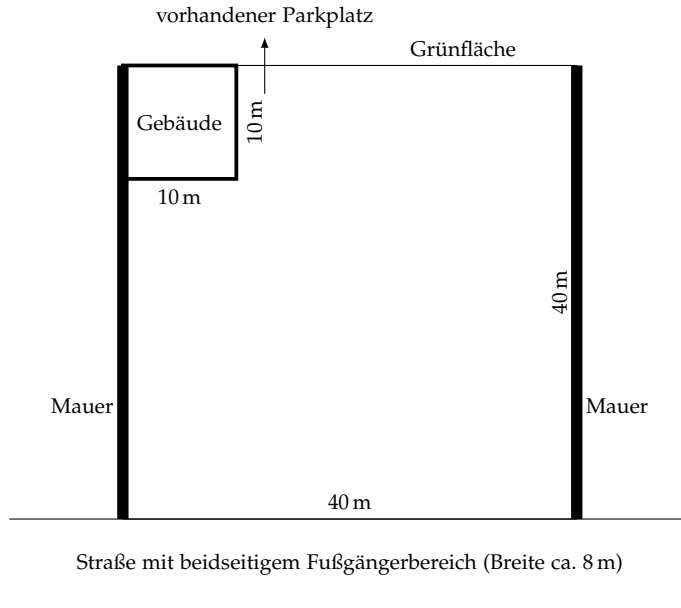 vorhandener Parkplatz
Grünfläche
Gebäude
10 m
10 m
40 m
Mauer
Mauer
40 m
Straße mit beidseitigem Fußgängerbereich (Breite ca. 8 m)